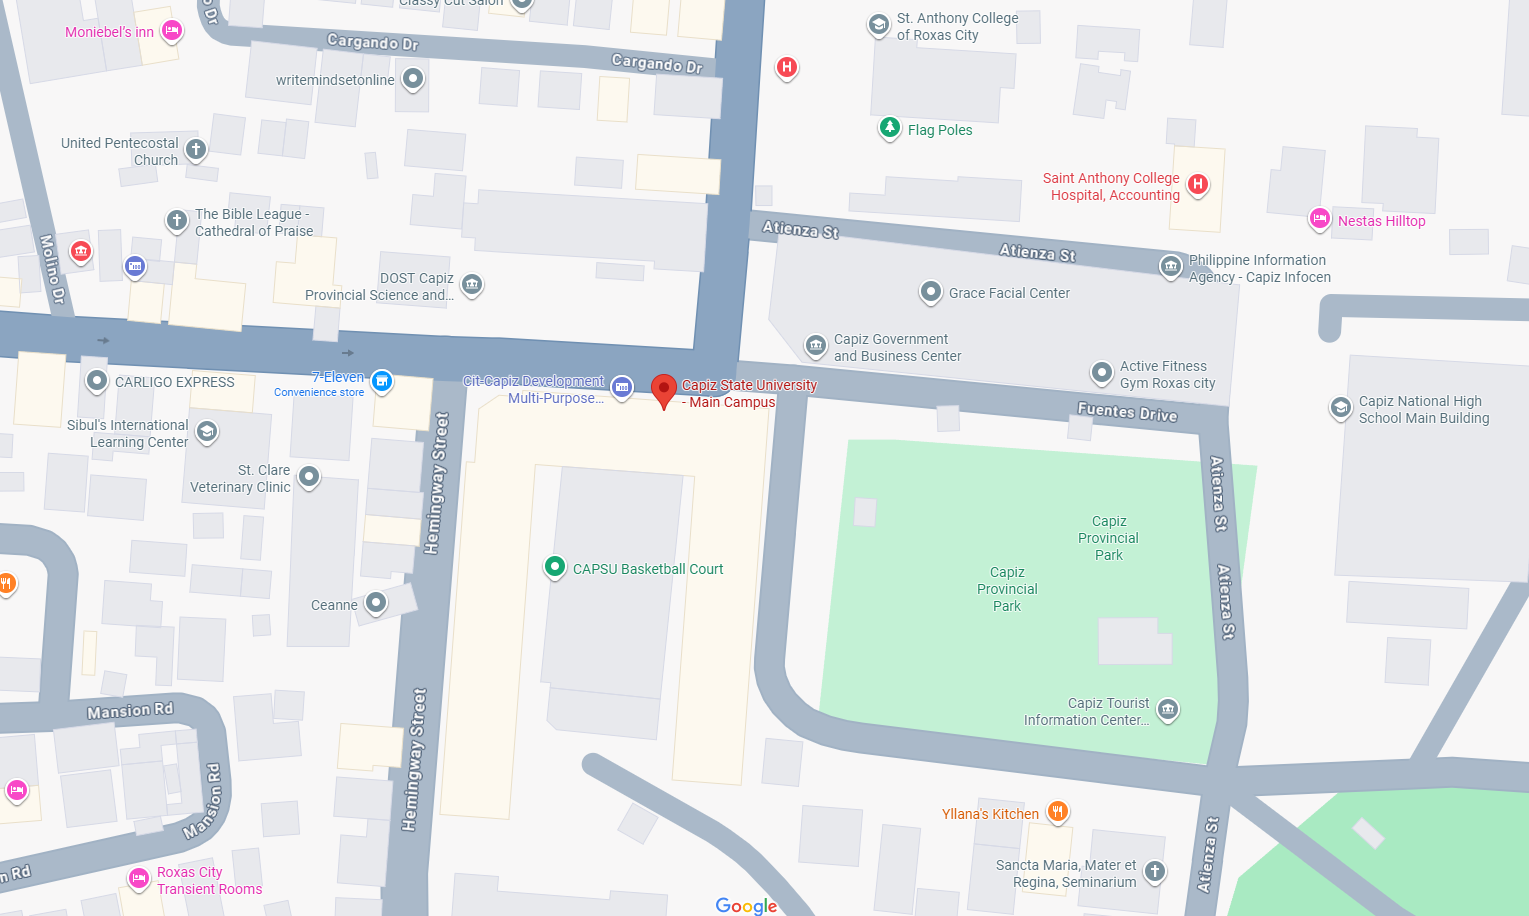 Classy Cut Salon
St. Anthony College
of Roxas City
Moniebel's inn
Cargando Dr
Cargando Dr
writemindsetonline
H
Flag Poles
United Pentecostal
Church
Saint Anthony College
Hospital, Accounting
H
The Bible League -
Cathedral of Praise
Nestas Hilltop
Atienza St
Atienza St
Molino Dr
DOST Capiz
Provincial Science and...
Philippine Information
Agency - Capiz Infocen
Grace Facial Center
Capiz Government
and Business Center
CARLIGO EXPRESS
7-Eleven
Convenience store
Cit-Capiz Development
Multi-Purpose...
Capiz State University
- Main Campus
Active Fitness
Gym Roxas city
Fuentes Drive
Capiz National High
School Main Building
Sibul's International
Learning Center
St. Clare
Veterinary Clinic
Hemingway Street
Atienza St
Capiz
Provincial
Park
Capiz
Provincial
Park
CAPSU Basketball Court
Atienza St
Ceanne
Mansion Rd
Hemingway Street
Capiz Tourist
Information Center...
Mansion Rd
Yllana's Kitchen
Atienza St
Sancta Maria, Mater et
Regina, Seminarium
n Rd
Roxas City
Transient Rooms
Google